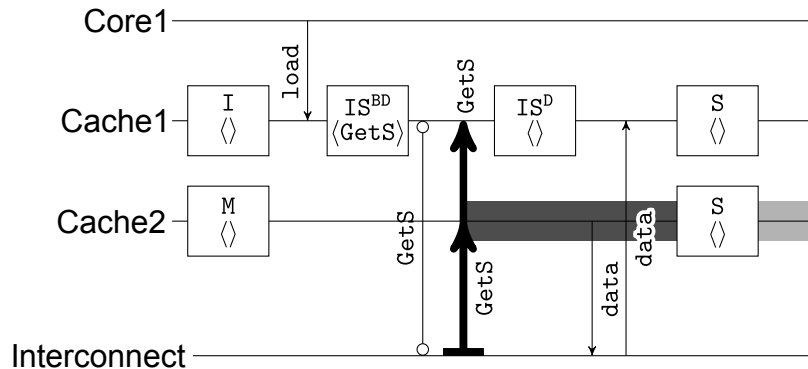 Core1
load
GetS
Cache1
I
⟨⟩
IS^BD
⟨GetS⟩
IS^D
⟨⟩
S
⟨⟩
Cache2
M
⟨⟩
GetS
GetS
data
data
S
⟨⟩
Interconnect